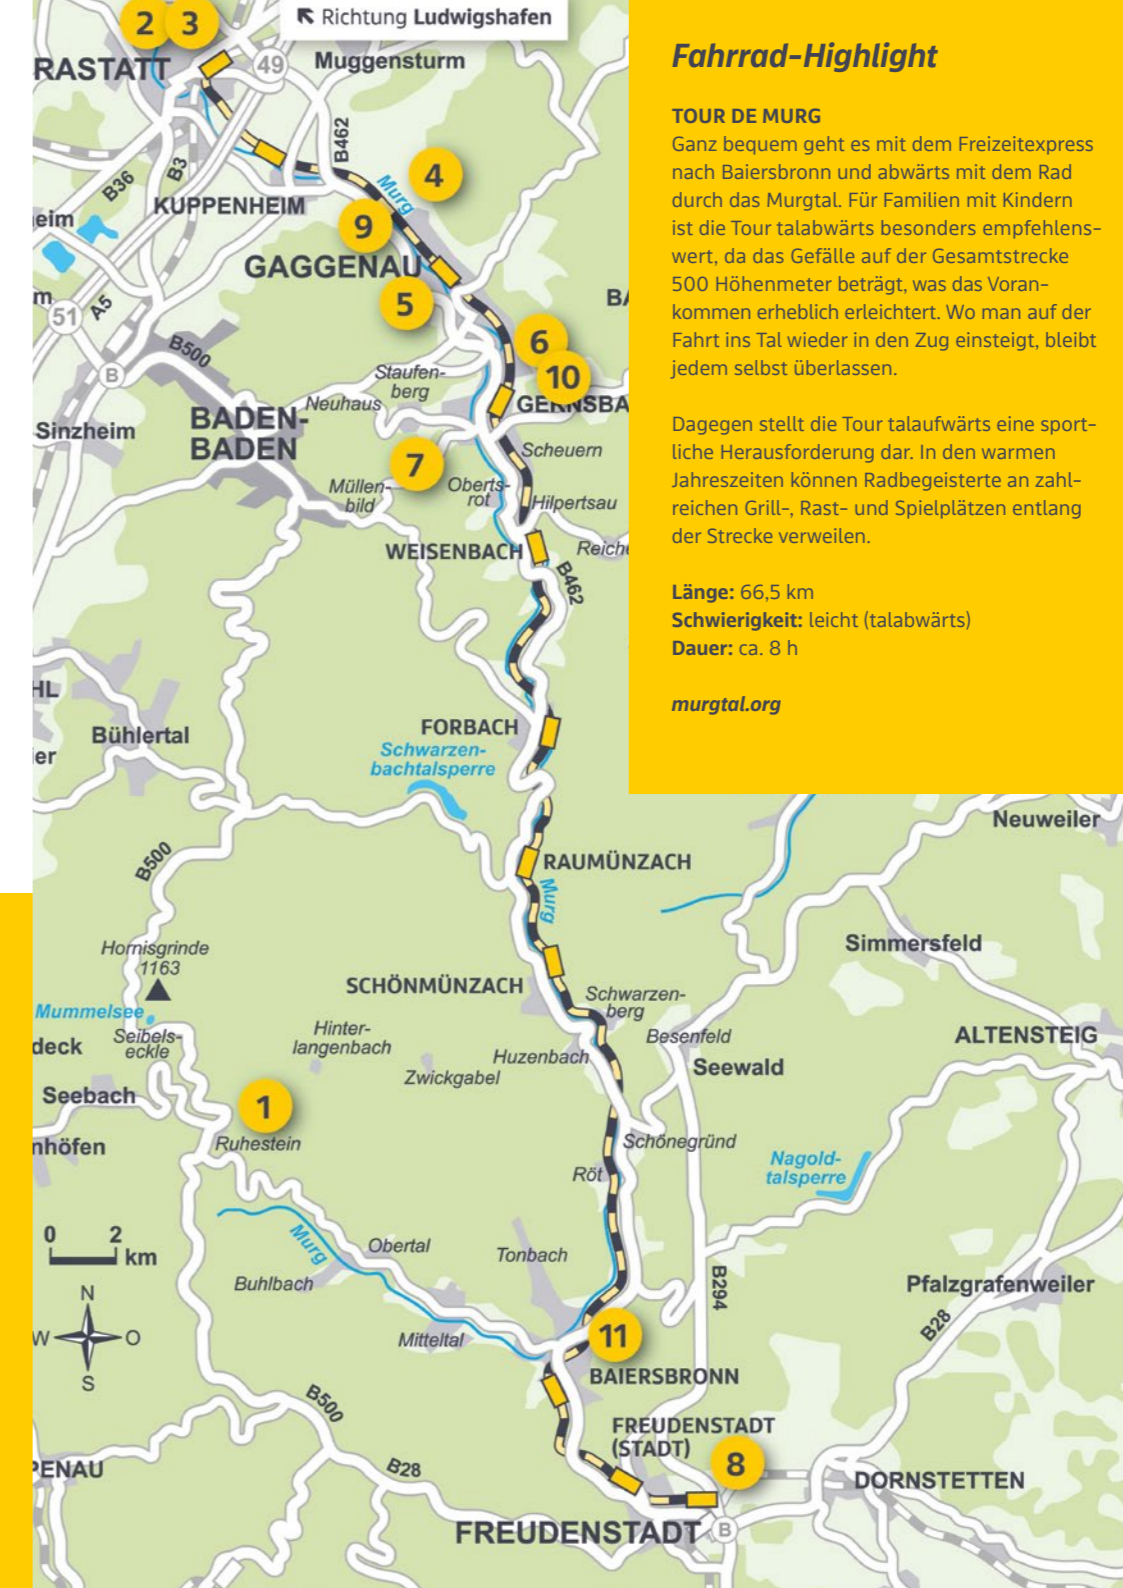 Richtung Ludwigshafen
2
3
RASTATT
49
Muggensturm
B462
B3
B36
KUPPENHEIM
Murg
4
9
eim
GAGGENAU
5
m
51
A5
BA
B500
6
10
B
Staufen-
berg
Neuhaus
GERNSBA
BADEN-
BADEN
Sinzheim
7
Scheuern
Müllen-
bild
Oberts-
rot
Hilpertsau
WEISENBACH
Reiche
B462
HL
FORBACH
Bühlertal
er
Schwarzen-
bachtalsperre
B500
RAUMÜNZACH
Murg
Hornisgrinde
1163
SCHÖNMÜNZACH
Schwarzen-
berg
Mummelsee
Seibels-
eckle
deck
Hinter-
langenbach
Huzenbach
Besenfeld
Zwickgabel
Seewald
Seebach
1
Ruhestein
nhöfen
Schönegründ
Röt
Nagold-
talsperre
Neuweiler
Simmersfeld
ALTENSTEIG
0 2
km
Murg
Obertal
Tonbach
Buhlbach
B294
Pfalzgrafenweiler
B28
N
W
O
S
Mitteltal
11
BAIERSBRONN
B500
FREUDENSTADT
(STADT)
8
PENAU
B28
DORNSTETTEN
FREUDENSTADT
B
Fahrrad-Highlight
TOUR DE MURG
Ganz bequem geht es mit dem Freizeitexpress
nach Baiersbronn und abwärts mit dem Rad
durch das Murgtal. Für Familien mit Kindern
ist die Tour talabwärts besonders empfehlens-
wert, da das Gefälle auf der Gesamtstrecke
500 Höhenmeter beträgt, was das Voran-
kommen erheblich erleichtert. Wo man auf der
Fahrt ins Tal wieder in den Zug einsteigt, bleibt
jedem selbst überlassen.
Dagegen stellt die Tour talaufwärts eine sport-
liche Herausforderung dar. In den warmen
Jahreszeiten können Radbegeisterte an zahl-
reichen Grill-, Rast- und Spielplätzen entlang
der Strecke verweilen.
Länge: 66,5 km
Schwierigkeit: leicht (talabwärts)
Dauer: ca. 8 h
murgtal.org